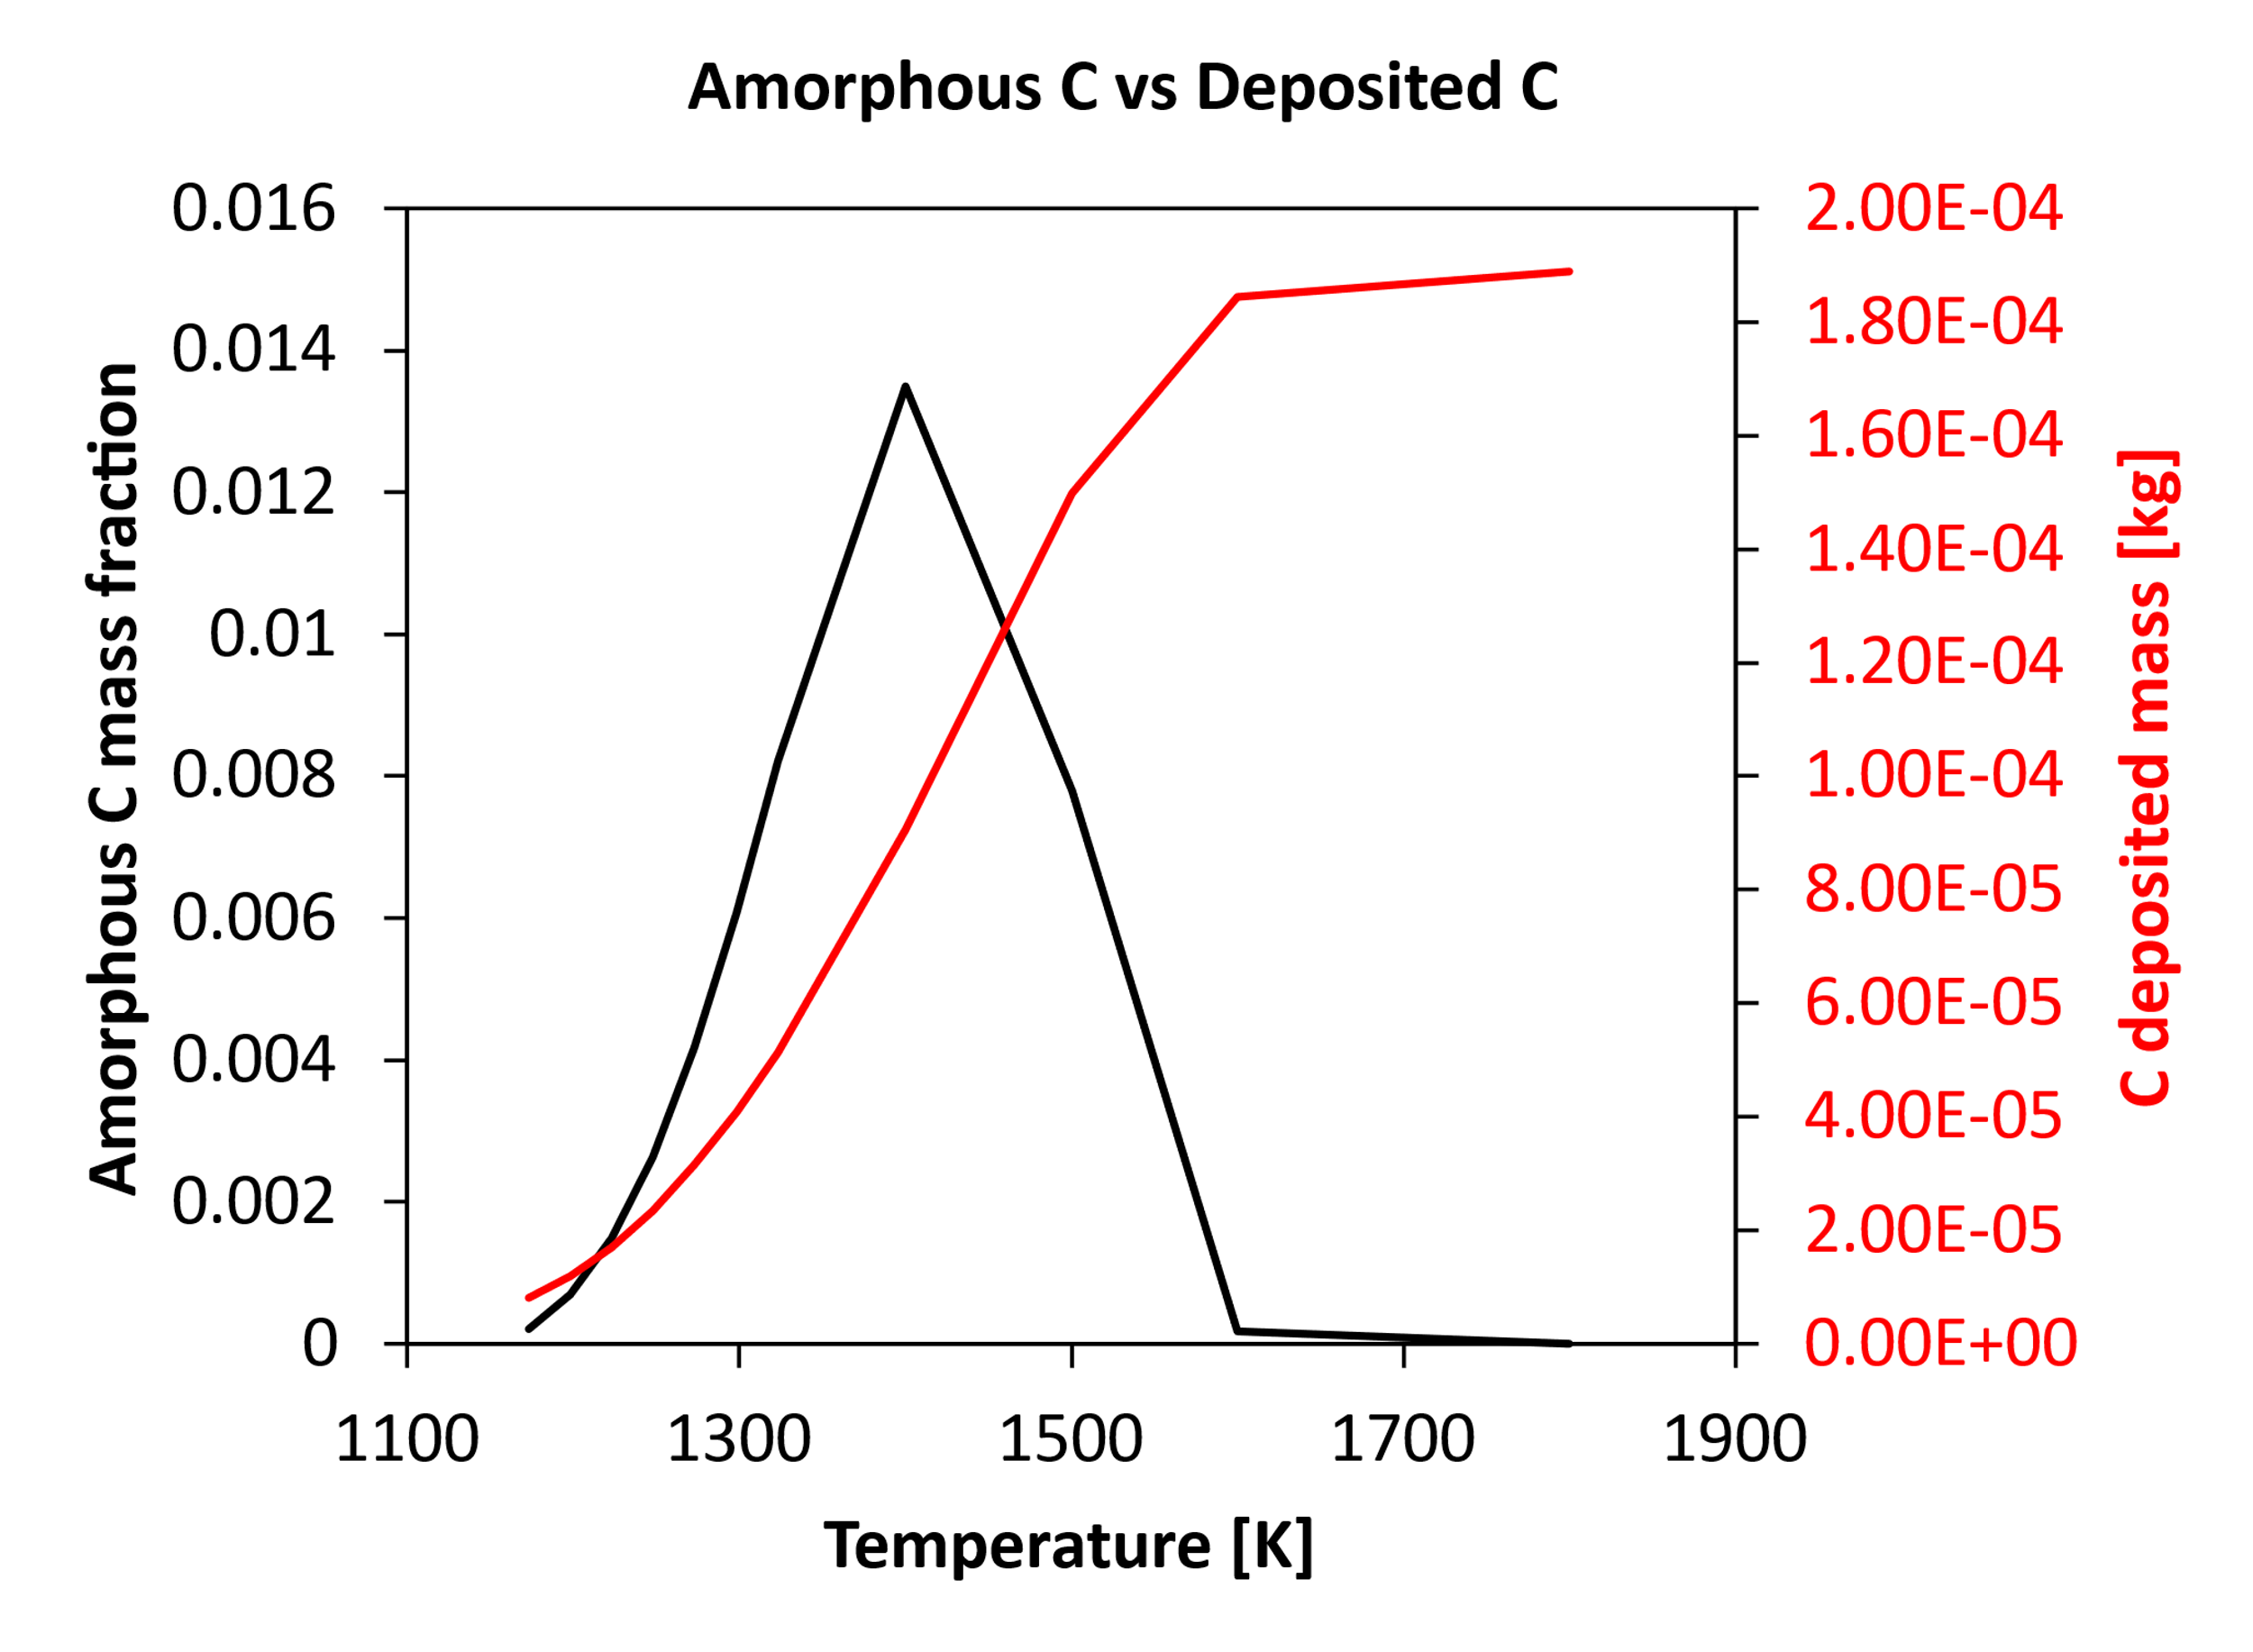 Amorphous C vs Deposited C
Amorphous C mass fraction
0.016
0.014
0.012
0.01
0.008
0.006
0.004
0.002
0
2.00E-04
1.80E-04
1.60E-04
1.40E-04
1.20E-04
1.00E-04
8.00E-05
6.00E-05
4.00E-05
2.00E-05
0.00E+00
C deposited mass [kg]
1100 1300 1500 1700 1900
Temperature [K]